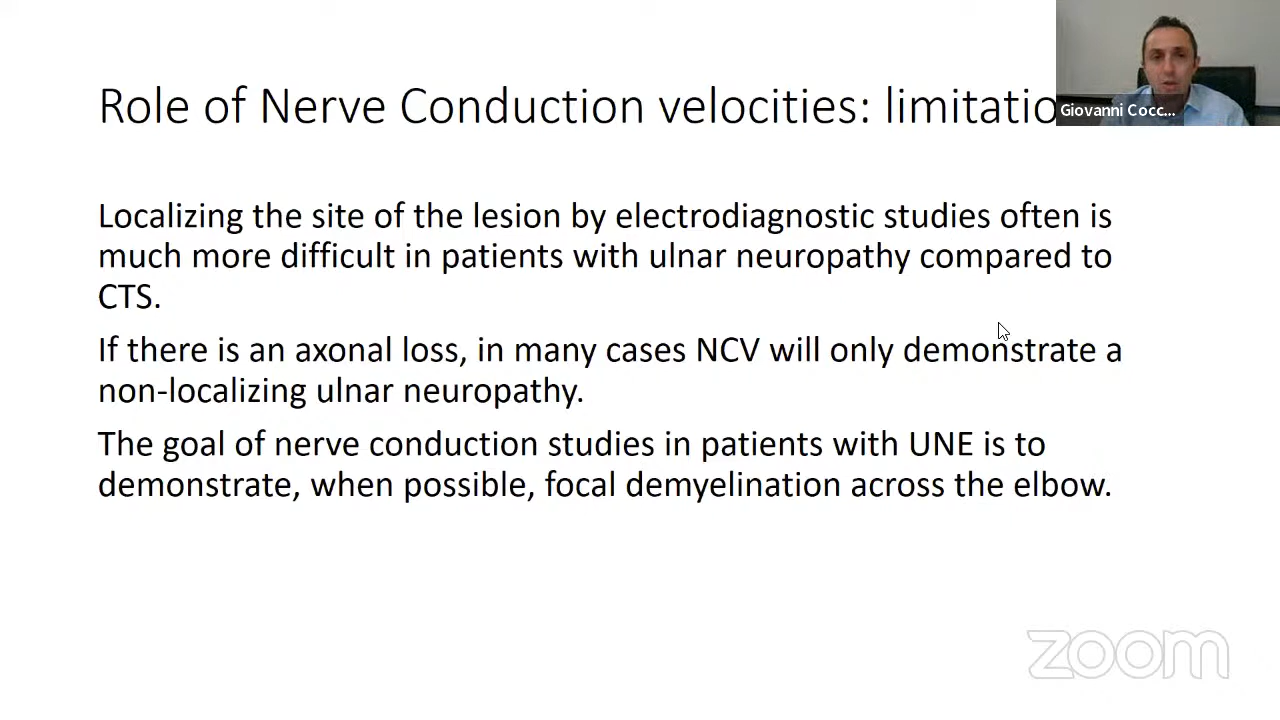 Role of Nerve Conduction velocities: limitatio
Giovanni Cocc...
Localizing the site of the lesion by electrodiagnostic studies often is
much more difficult in patients with ulnar neuropathy compared to
CTS.
If there is an axonal loss, in many cases NCV will only demonstrate a
non-localizing ulnar neuropathy.
The goal of nerve conduction studies in patients with UNE is to
demonstrate, when possible, focal demyelination across the elbow.
zoom